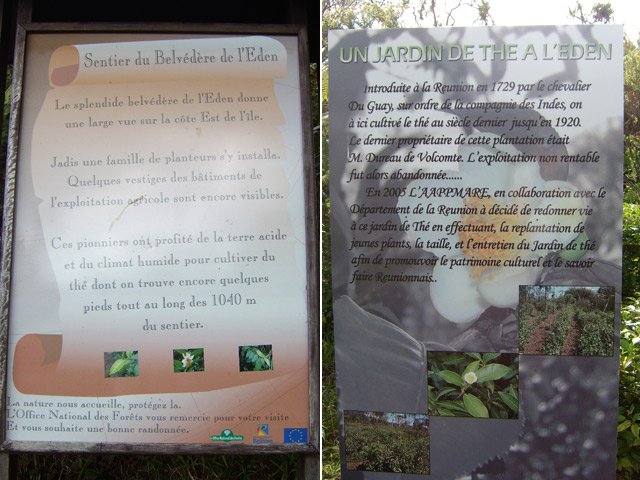 Sentier du Belvédère de l'Eden
Le splendide belvédère de l'Eden donne
une large vue sur la côte Est de l'île.
Jadis une famille de planteurs s'y installa.
Quelques vestiges des bâtiments de
l'exploitation agricole sont encore visibles.
Ces pionniers ont profité de la terre acide
et du climat humide pour cultiver du
thé dont on trouve encore quelques
pieds tout au long des 1040 m
du sentier.
La nature nous accueille, protégez la.
L'Office National des Forêts vous remercie pour votre visite
Et vous souhaite une bonne randonnée.
UN JARDIN DE THE A L'EDEN
Introduite à la Reunion en 1729 par le chevalier
Du Guay, sur ordre de la compagnie des Indes, on
à ici cultivé le thé au siècle dernier jusqu'en 1920.
Le dernier propriétaire de cette plantation était
M. Dureau de Volcomte. L'exploitation non rentable
fut alors abandonnée......
En 2005 L'AAPPMARE, en collaboration avec le
Département de la Reunion à décidé de redonner vie
à ce jardin de Thé en effectuant, la replantation de
jeunes plants, la taille, et l'entretien du Jardin de thé
afin de promouvoir le patrimoine culturel et le savoir
faire Reunionnais..